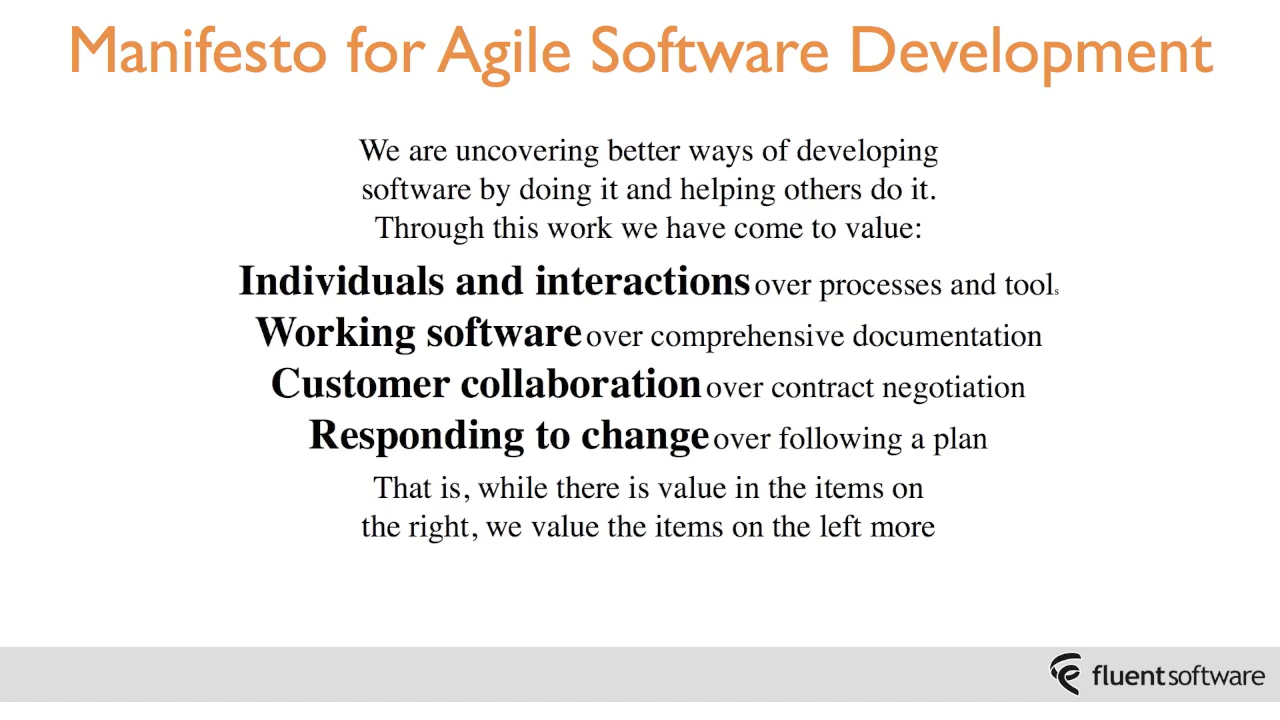 Manifesto for Agile Software Development
We are uncovering better ways of developing
software by doing it and helping others do it.
Through this work we have come to value:
Individuals and interactions over processes and tools
Working software over comprehensive documentation
Customer collaboration over contract negotiation
Responding to change over following a plan
That is, while there is value in the items on
the right, we value the items on the left more
fluentsoftware